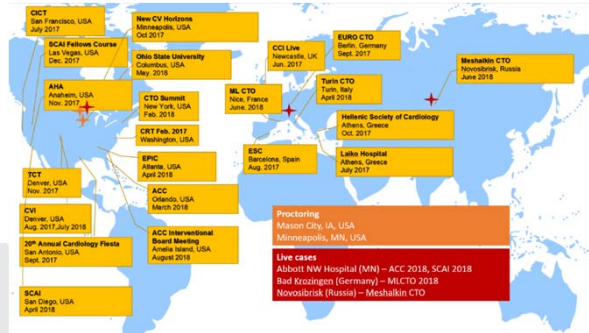 CICT
San Francisco, USA
July 2017
New CV Horizons
Minneapolis, USA
Oct 2017
SCAI Fellows Course
Las Vegas, USA
Dec. 2017
Ohio State University
Columbus, USA
May. 2018
AHA
Anaheim, USA
Nov. 2017
CTO Summit
New York, USA
Feb. 2018
CRT Feb. 2017
Washington, USA
EPIC
Atlanta, USA
April 2018
TCT
Denver, USA
Nov. 2017
ACC
Orlando, USA
March 2018
CVI
Denver, USA
Aug. 2017,July 2018
ACC Interventional
Board Meeting
Amelia Island, USA
August 2018
20th Annual Cardiology Fiesta
San Antonio, USA
Sept. 2017
SCAI
San Diego, USA
April 2018
CCI Live
Newcastle, UK
Jun. 2017
EURO CTO
Berlin, Germany
Sept. 2017
ML CTO
Nice, France
June. 2018
Turin CTO
Turin, Italy
April 2018
Meshalkin CTO
Novosibirsk, Russia
June 2018
Hellenic Society of Cardiology
Athens, Greece
Oct. 2017
ESC
Barcelona, Spain
Aug. 2017
Laiko Hospital
Athens, Greece
July 2017
Proctoring
Mason City, IA, USA
Minneapolis, MN, USA
Live cases
Abbott NW Hospital (MN) – ACC 2018, SCAI 2018
Bad Krozingen (Germany) – MLCTO 2018
Novosibirsk (Russia) – Meshalkin CTO